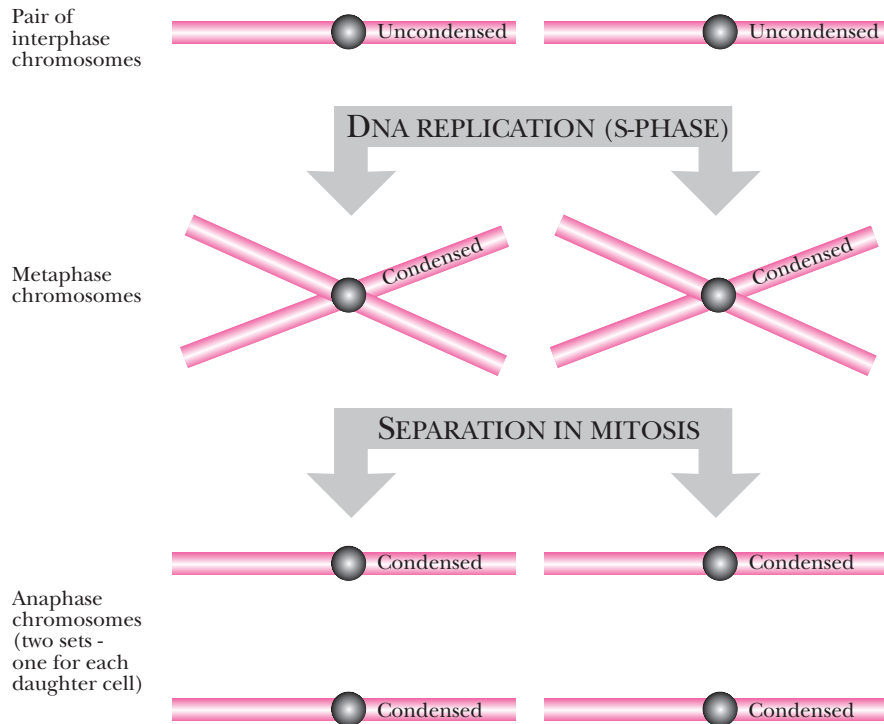 Pair of
interphase
chromosomes
Uncondensed
Uncondensed
DNA REPLICATION (S-PHASE)
Metaphase
chromosomes
Condensed
Condensed
SEPARATION IN MITOSIS
Anaphase
chromosomes
(two sets -
one for each
daughter cell)
Condensed
Condensed
Condensed
Condensed